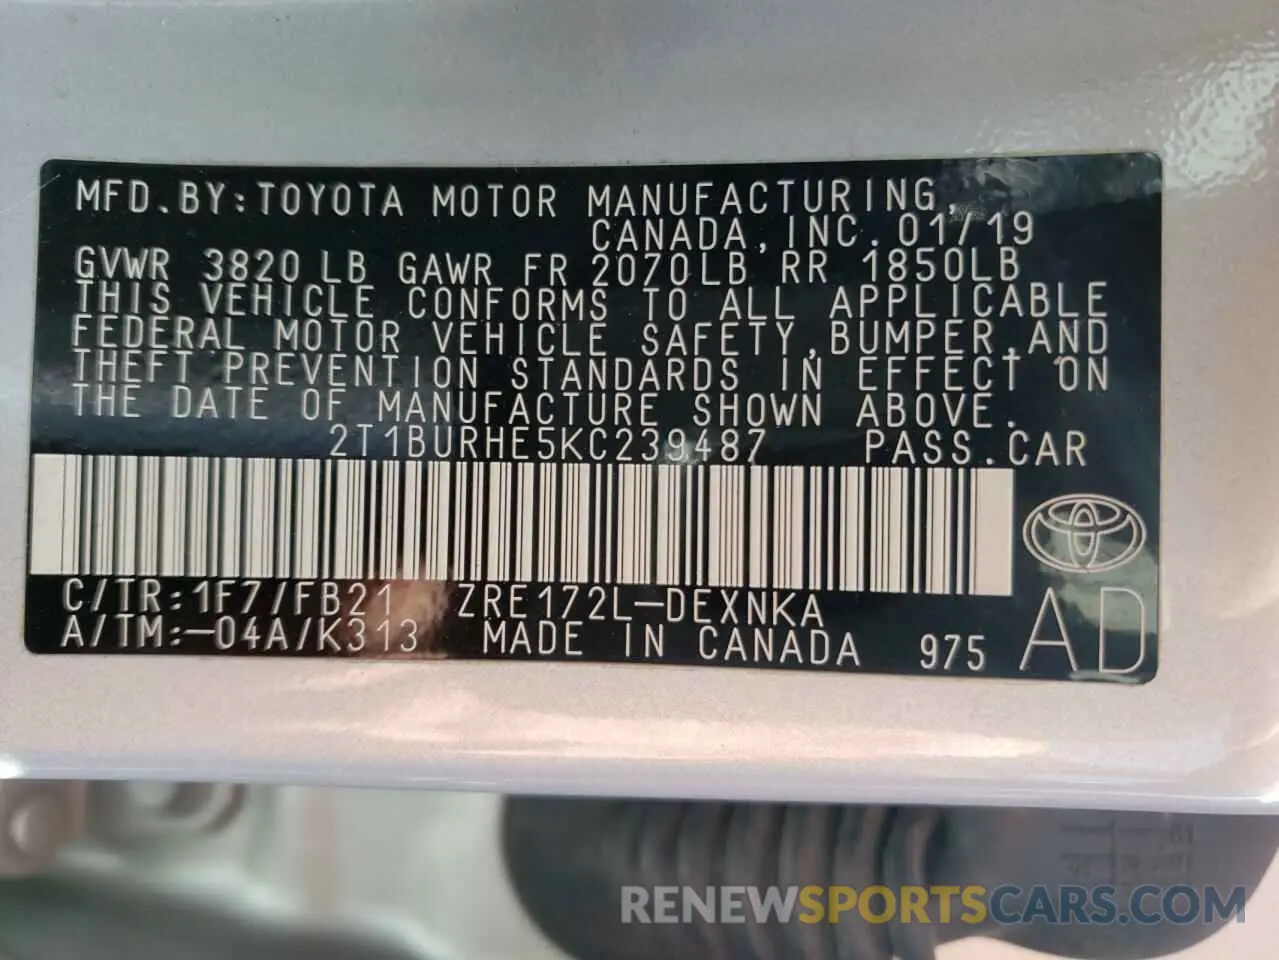 MFD.BY:TOYOTA MOTOR MANUFACTURING,
CANADA, INC. 01/19
GVWR 3820 LB GAWR FR 2070LB RR 1850LB
THIS VEHICLE CONFORMS TO ALL APPLICABLE
FEDERAL MOTOR VEHICLE SAFETY, BUMPER, AND
THEFT PREVENTION STANDARDS IN EFFECT ON
THE DATE OF MANUFACTURE SHOWN ABOVE.
2T1BURHE5KC239487 PASS.CAR
C/TR:1F7/FB21 ZRE172L-DEXNKA
A/TM:-04A/K313 MADE IN CANADA 975 AD
RENEWSPORTSCARS.COM